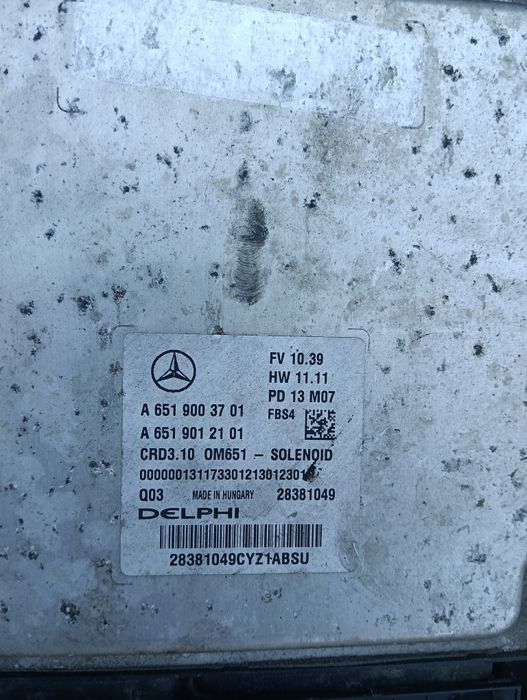 FV 10.39
HW 11.11
PD 13 M07
A 651 900 37 01
FBS4
A 651 901 21 01
CRD3.10 OM651 - SOLENOID
Q03 MADE IN HUNGARY 28381049
DELPHI
28381049CYZ1ABSU